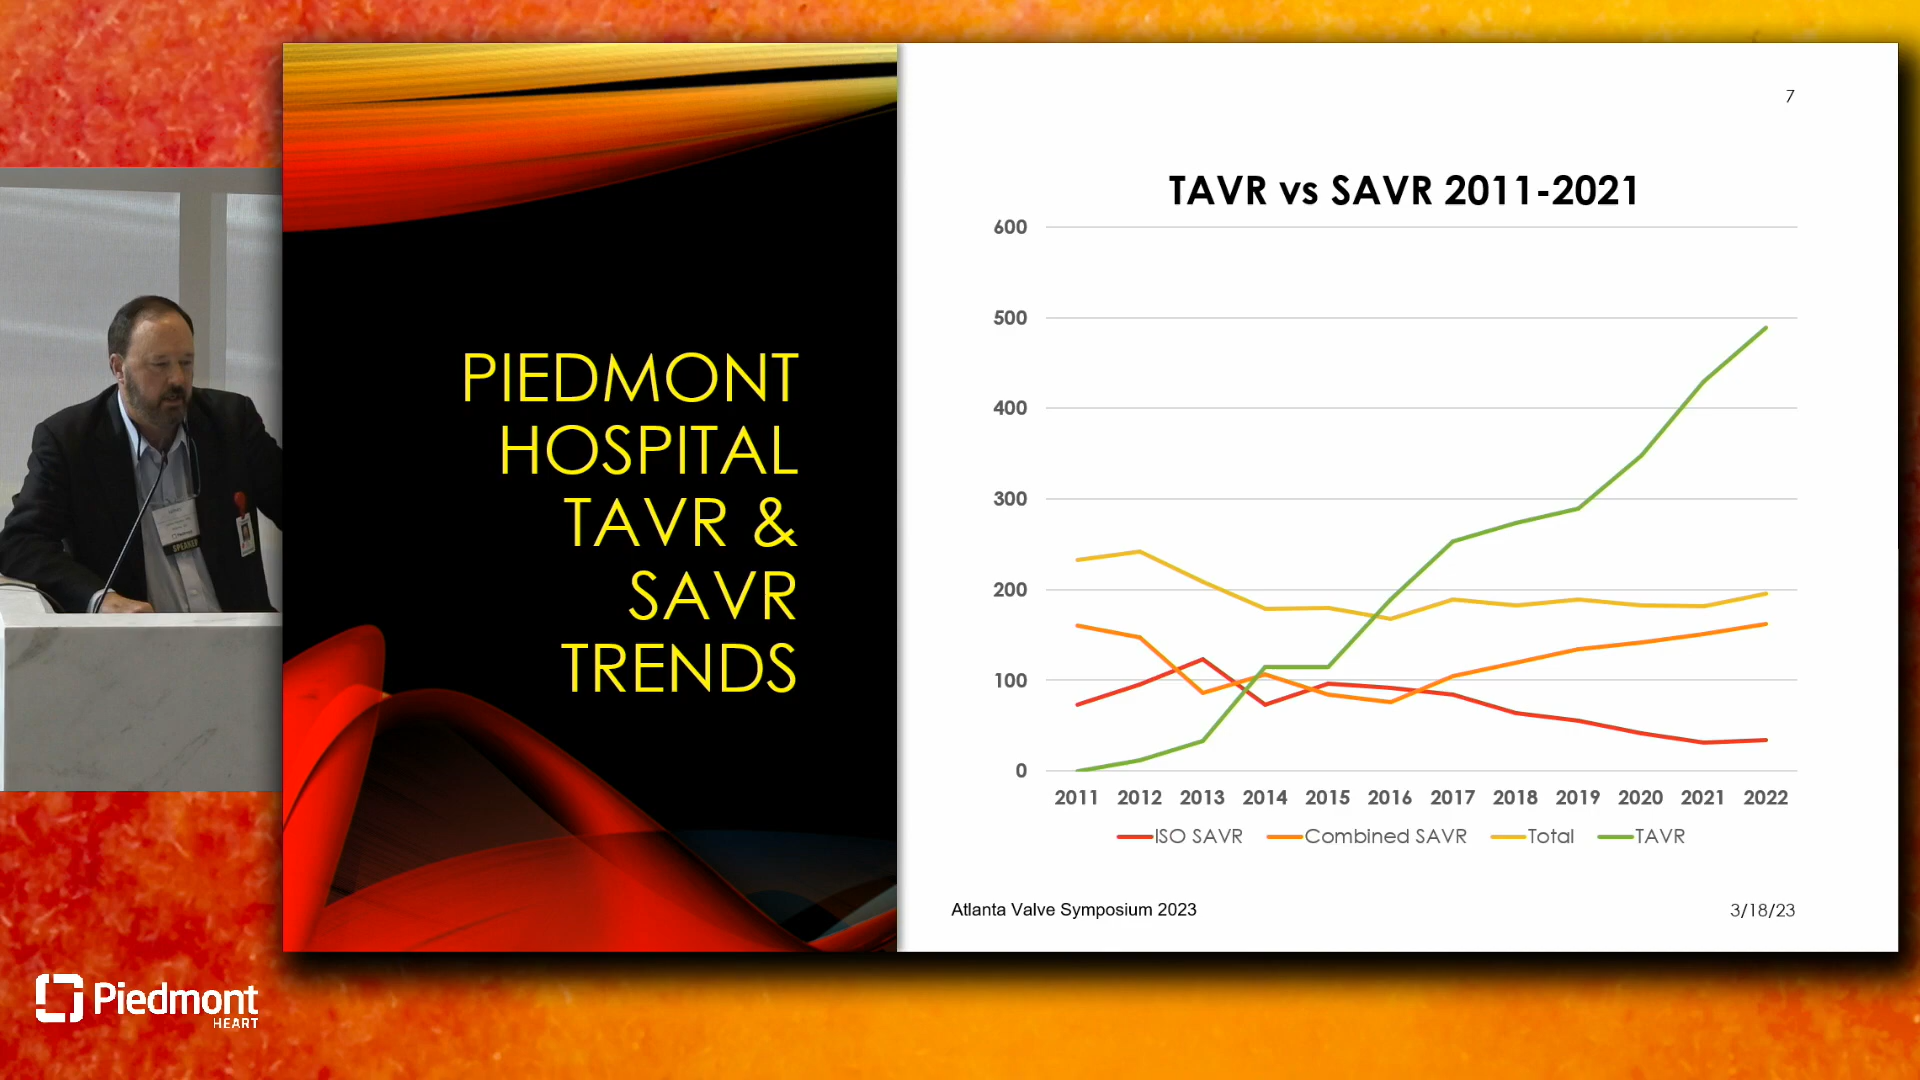 PIEDMONT
HOSPITAL
TAVR &
SAVR
TRENDS
7
TAVR vs SAVR 2011-2021
600
500
400
300
200
100
0
2011 2012 2013 2014 2015 2016 2017 2018 2019 2020 2021 2022
ISO SAVR Combined SAVR Total TAVR
Atlanta Valve Symposium 2023
3/18/23
SPEAKER
Piedmont
HEART